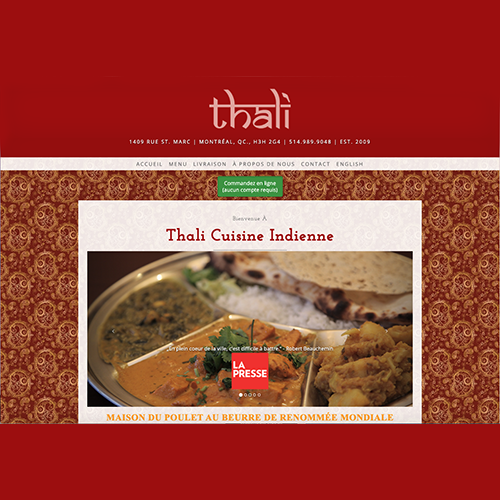 thali
1409 RUE ST. MARC | MONTRÉAL, QC., H3H 2G4 | 514.989.9048 | EST. 2009
ACCUEIL MENU LIVRAISON À PROPOS DE NOUS CONTACT ENGLISH
Commandez en ligne
(aucun compte requis)
Bienvenue À
Thali Cuisine Indienne
„En plein coeur de la ville, c'est difficile à battre." - Robert Beauchemin
LA
PRESSE
MAISON DU POULET AU BEURRE DE RENOMMÉE MONDIALE